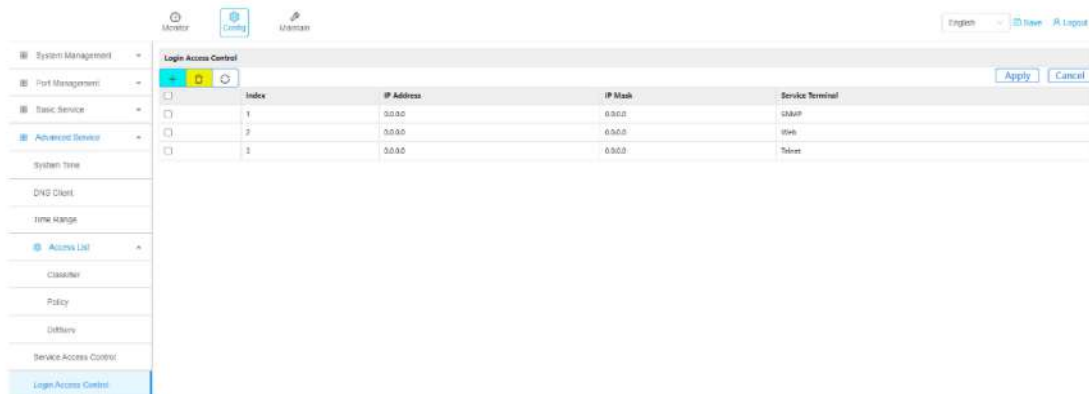 Monitor
Config
Maintain
English
Save
Logout
System Management
Port Management
Basic Service
Advanced Service
System Time
DNS Client
Time Range
Access List
Classifier
Policy
Diffserv
Service Access Control
Login Access Control
Login Access Control
Apply Cancel
Index IP Address IP Mask Service Terminal
1 0.0.0.0 0.0.0.0 SNMP
2 0.0.0.0 0.0.0.0 Web
3 0.0.0.0 0.0.0.0 Telnet